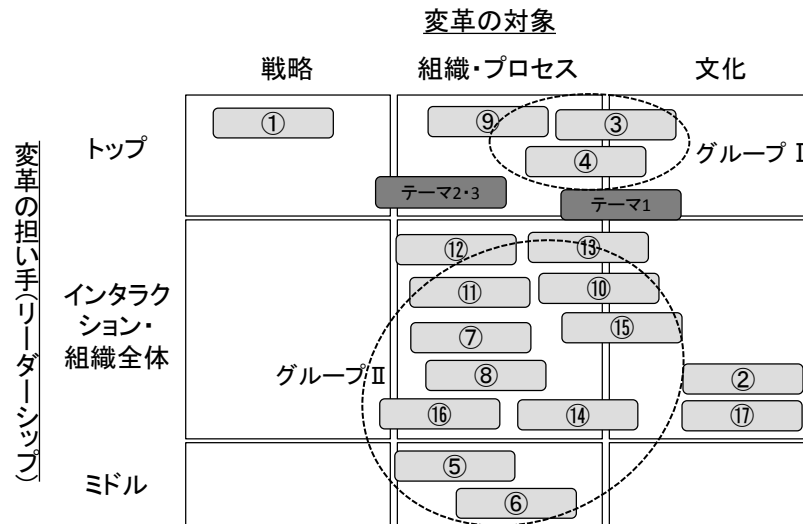 変革の対象
戦略
組織・プロセス
文化
変革の担い手(リーダーシップ)
トップ
①
⑨
③
④
グループⅠ
テーマ2・3
テーマ1
インタラク
ション・
組織全体
⑫
⑬
⑪
⑩
⑮
⑦
グループⅡ
⑧
②
⑯
⑭
⑰
ミドル
⑤
⑥